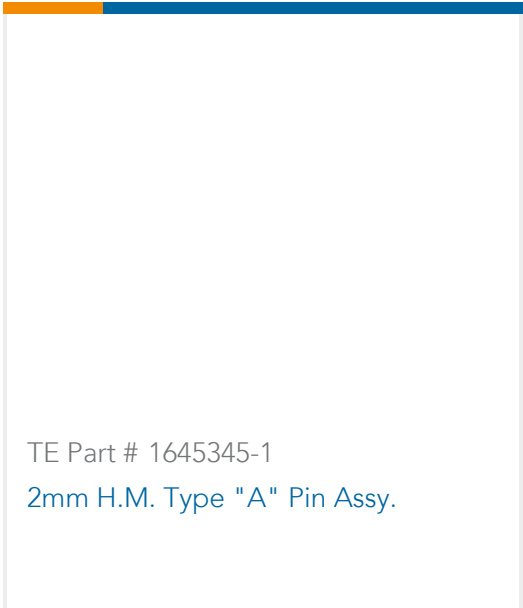 TE Part # 1645345-1
2mm H.M. Type "A" Pin Assy.